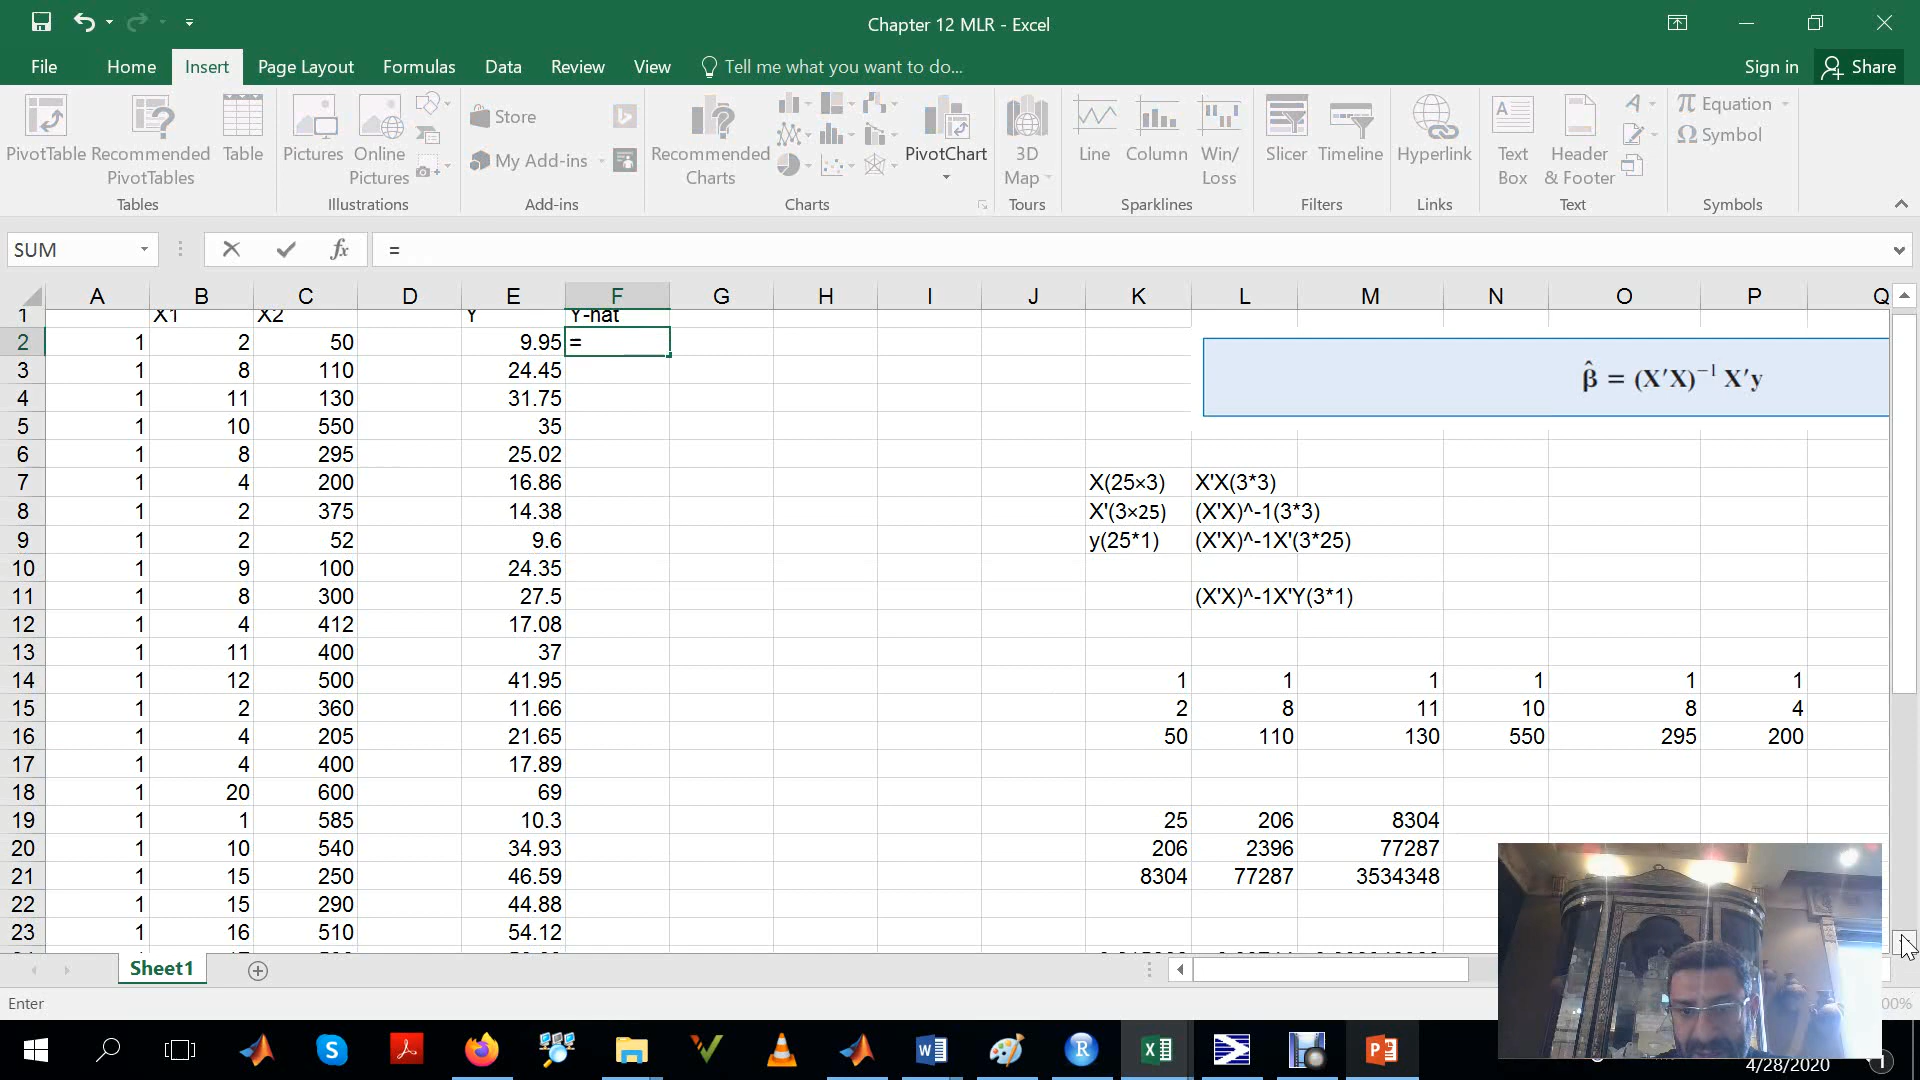 Chapter 12 MLR - Excel
File Home Insert Page Layout Formulas Data Review View Tell me what you want to do... Sign in Share
PivotTable Recommended PivotTables Table Pictures Online Pictures Store My Add-ins Recommended Charts PivotChart 3D Map Line Column Win/Loss Slicer Timeline Hyperlink Text Box Header & Footer Equation Symbol
Tables Illustrations Add-ins Charts Tours Sparklines Filters Links Text Symbols
SUM fx =
A B C D E F G H I J K L M N O P Q
1 X1 X2 Y Y-hat
2 1 2 50 9.95 =
3 1 8 110 24.45 β̂ = (X′X)⁻¹ X′y
4 1 11 130 31.75
5 1 10 550 35
6 1 8 295 25.02
7 1 4 200 16.86 X(25×3) X'X(3*3)
8 1 2 375 14.38 X'(3×25) (X'X)^-1(3*3)
9 1 2 52 9.6 y(25*1) (X'X)^-1X'(3*25)
10 1 9 100 24.35
11 1 8 300 27.5 (X'X)^-1X'Y(3*1)
12 1 4 412 17.08
13 1 11 400 37
14 1 12 500 41.95 1 1 1 1 1 1
15 1 2 360 11.66 2 8 11 10 8 4
16 1 4 205 21.65 50 110 130 550 295 200
17 1 4 400 17.89
18 1 20 600 69
19 1 1 585 10.3 25 206 8304
20 1 10 540 34.93 206 2396 77287
21 1 15 250 46.59 8304 77287 3534348
22 1 15 290 44.88
23 1 16 510 54.12
Sheet1
Enter
4/28/2020